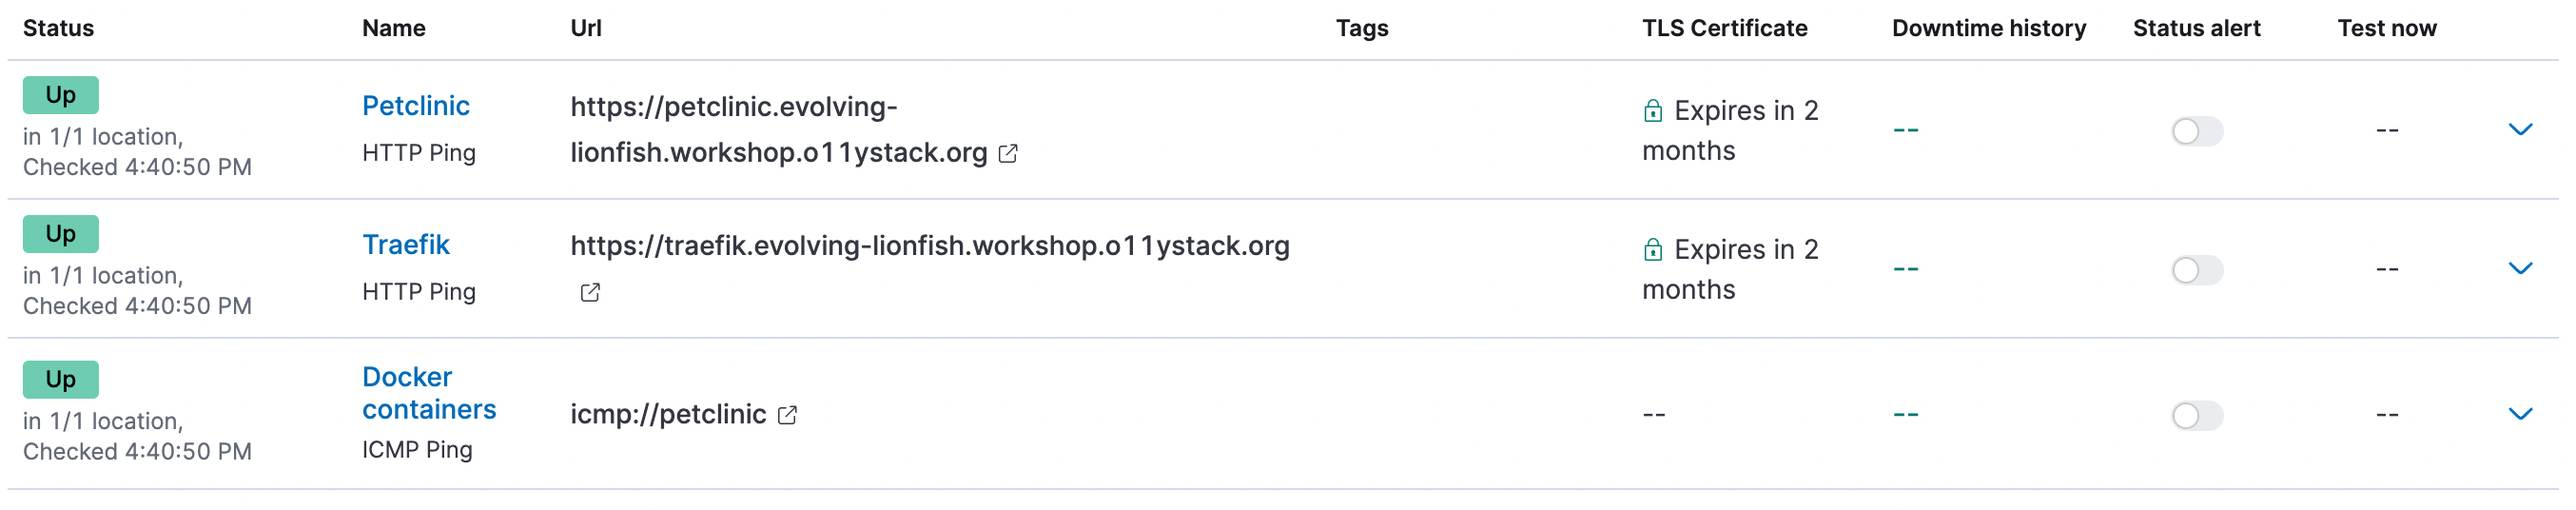 Status Name Url Tags TLS Certificate Downtime history Status alert Test now
Up
in 1/1 location,
Checked 4:40:50 PM
Petclinic
HTTP Ping
https://petclinic.evolving-
lionfish.workshop.o11ystack.org
Expires in 2
months
--
--
Up
in 1/1 location,
Checked 4:40:50 PM
Traefik
HTTP Ping
https://traefik.evolving-lionfish.workshop.o11ystack.org
Expires in 2
months
--
--
Up
in 1/1 location,
Checked 4:40:50 PM
Docker
containers
ICMP Ping
icmp://petclinic
--
--
--